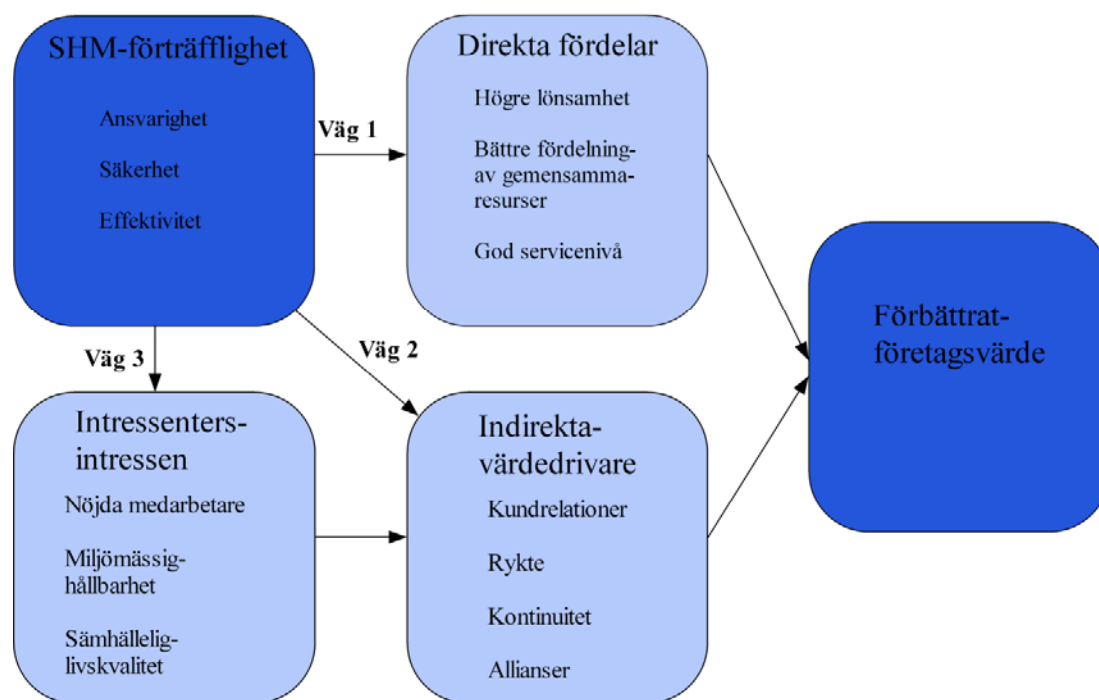 SHM-förträfflighet
Ansvarighet
Säkerhet
Effektivitet
Väg 1
Direkta fördelar
Högre lönsamhet
Bättre fördelning-
av gemensamma-
resurser
God servicenivå
Väg 3
Väg 2
Förbättrat-
företagsvärde
Intressenters-
intressen
Nöjda medarbetare
Miljömässig-
hållbarhet
Sämhällelig-
livskvalitet
Indirekta-
värdedrivare
Kundrelationer
Rykte
Kontinuitet
Allianser